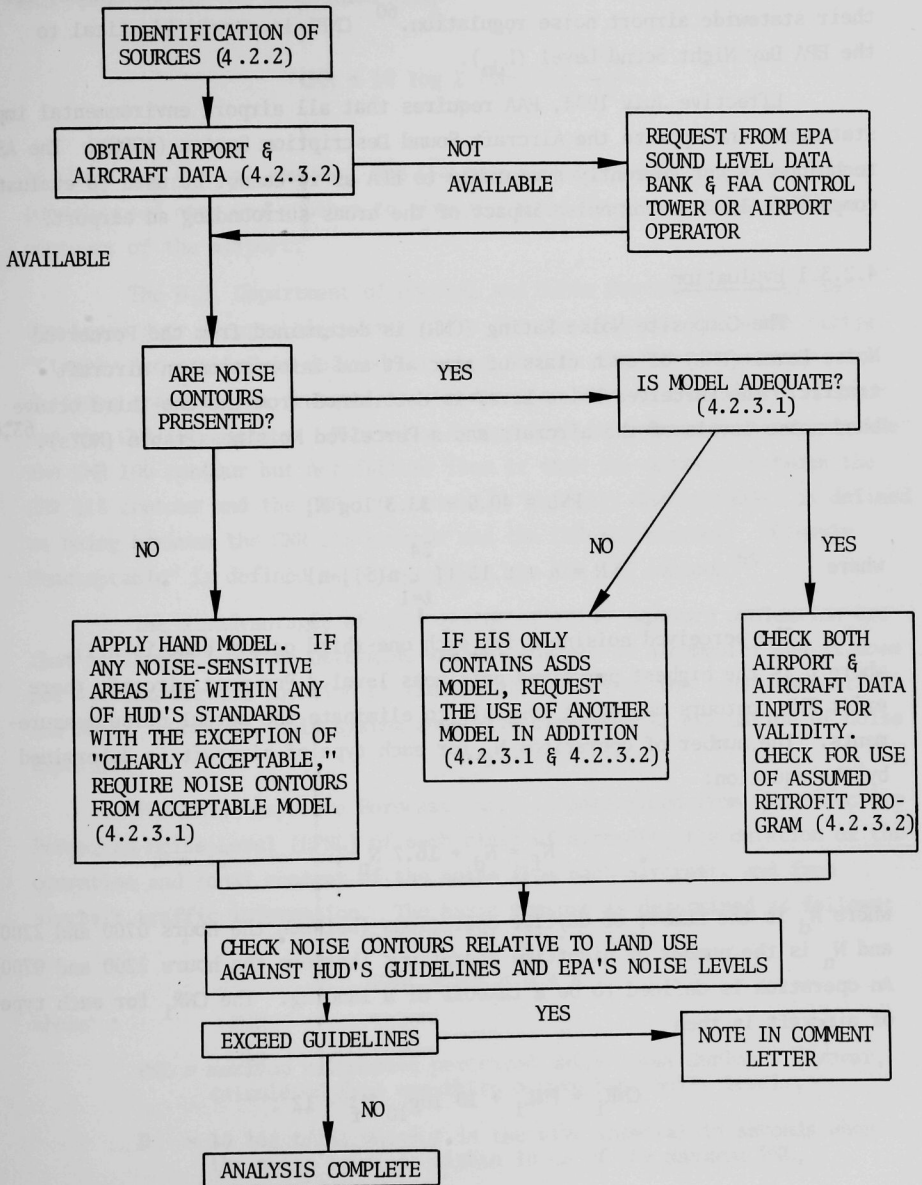 IDENTIFICATION OF
SOURCES (4.2.2)
OBTAIN AIRPORT &
AIRCRAFT DATA (4.2.3.2)
NOT
AVAILABLE
REQUEST FROM EPA
SOUND LEVEL DATA
BANK & FAA CONTROL
TOWER OR AIRPORT
OPERATOR
AVAILABLE
ARE NOISE
CONTOURS
PRESENTED?
YES
IS MODEL ADEQUATE?
(4.2.3.1)
NO
NO
YES
APPLY HAND MODEL. IF
ANY NOISE-SENSITIVE
AREAS LIE WITHIN ANY
OF HUD'S STANDARDS
WITH THE EXCEPTION OF
"CLEARLY ACCEPTABLE,"
REQUIRE NOISE CONTOURS
FROM ACCEPTABLE MODEL
(4.2.3.1)
IF EIS ONLY
CONTAINS ASDS
MODEL, REQUEST
THE USE OF ANOTHER
MODEL IN ADDITION
(4.2.3.1 & 4.2.3.2)
CHECK BOTH
AIRPORT &
AIRCRAFT DATA
INPUTS FOR
VALIDITY.
CHECK FOR USE
OF ASSUMED
RETROFIT PRO-
GRAM (4.2.3.2)
CHECK NOISE CONTOURS RELATIVE TO LAND USE
AGAINST HUD'S GUIDELINES AND EPA'S NOISE LEVELS
EXCEED GUIDELINES
YES
NOTE IN COMMENT
LETTER
NO
ANALYSIS COMPLETE